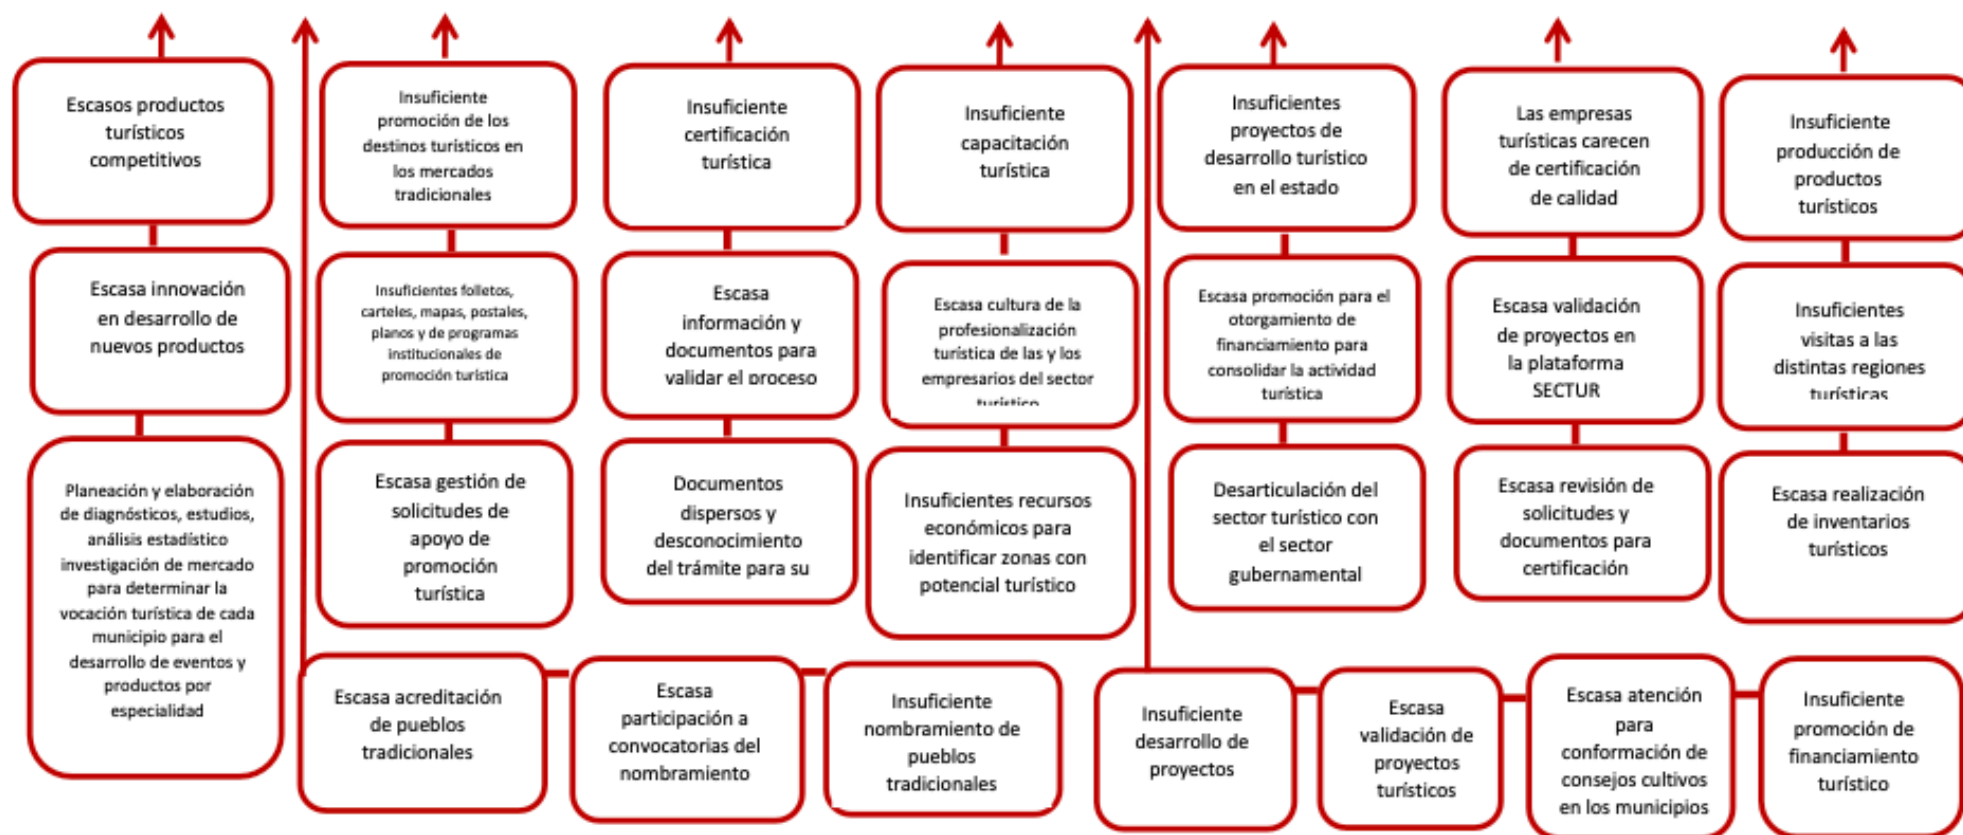 Escasos productos
turísticos
competitivos
Insuficiente
promoción de los
destinos turísticos en
los mercados
tradicionales
Insuficiente
certificación
turística
Insuficiente
capacitación
turística
Insuficientes
proyectos de
desarrollo turístico
en el estado
Las empresas
turísticas carecen
de certificación
de calidad
Insuficiente
producción de
productos
turísticos
Escasa innovación
en desarrollo de
nuevos productos
Insuficientes folletos,
carteles, mapas, postales,
planos y de programas
institucionales de
promoción turística
Escasa
información y
documentos para
validar el proceso
Escasa cultura de la
profesionalización
turística de las y los
empresarios del sector
turístico
Escasa promoción para el
otorgamiento de
financiamiento para
consolidar la actividad
turística
Escasa validación
de proyectos en
la plataforma
SECTUR
Insuficientes
visitas a las
distintas regiones
turísticas
Planeación y elaboración
de diagnósticos, estudios,
análisis estadístico
investigación de mercado
para determinar la
vocación turística de cada
municipio para el
desarrollo de eventos y
productos por
especialidad
Escasa gestión de
solicitudes de
apoyo de
promoción
turística
Documentos
dispersos y
desconocimiento
del trámite para su
Insuficientes recursos
económicos para
identificar zonas con
potencial turístico
Desarticulación del
sector turístico con
el sector
gubernamental
Escasa revisión de
solicitudes y
documentos para
certificación
Escasa realización
de inventarios
turísticos
Escasa acreditación
de pueblos
tradicionales
Escasa
participación a
convocatorias del
nombramiento
Insuficiente
nombramiento de
pueblos
tradicionales
Insuficiente
desarrollo de
proyectos
Escasa
validación de
proyectos
turísticos
Escasa atención
para
conformación de
consejos cultivos
en los municipios
Insuficiente
promoción de
financiamiento
turístico